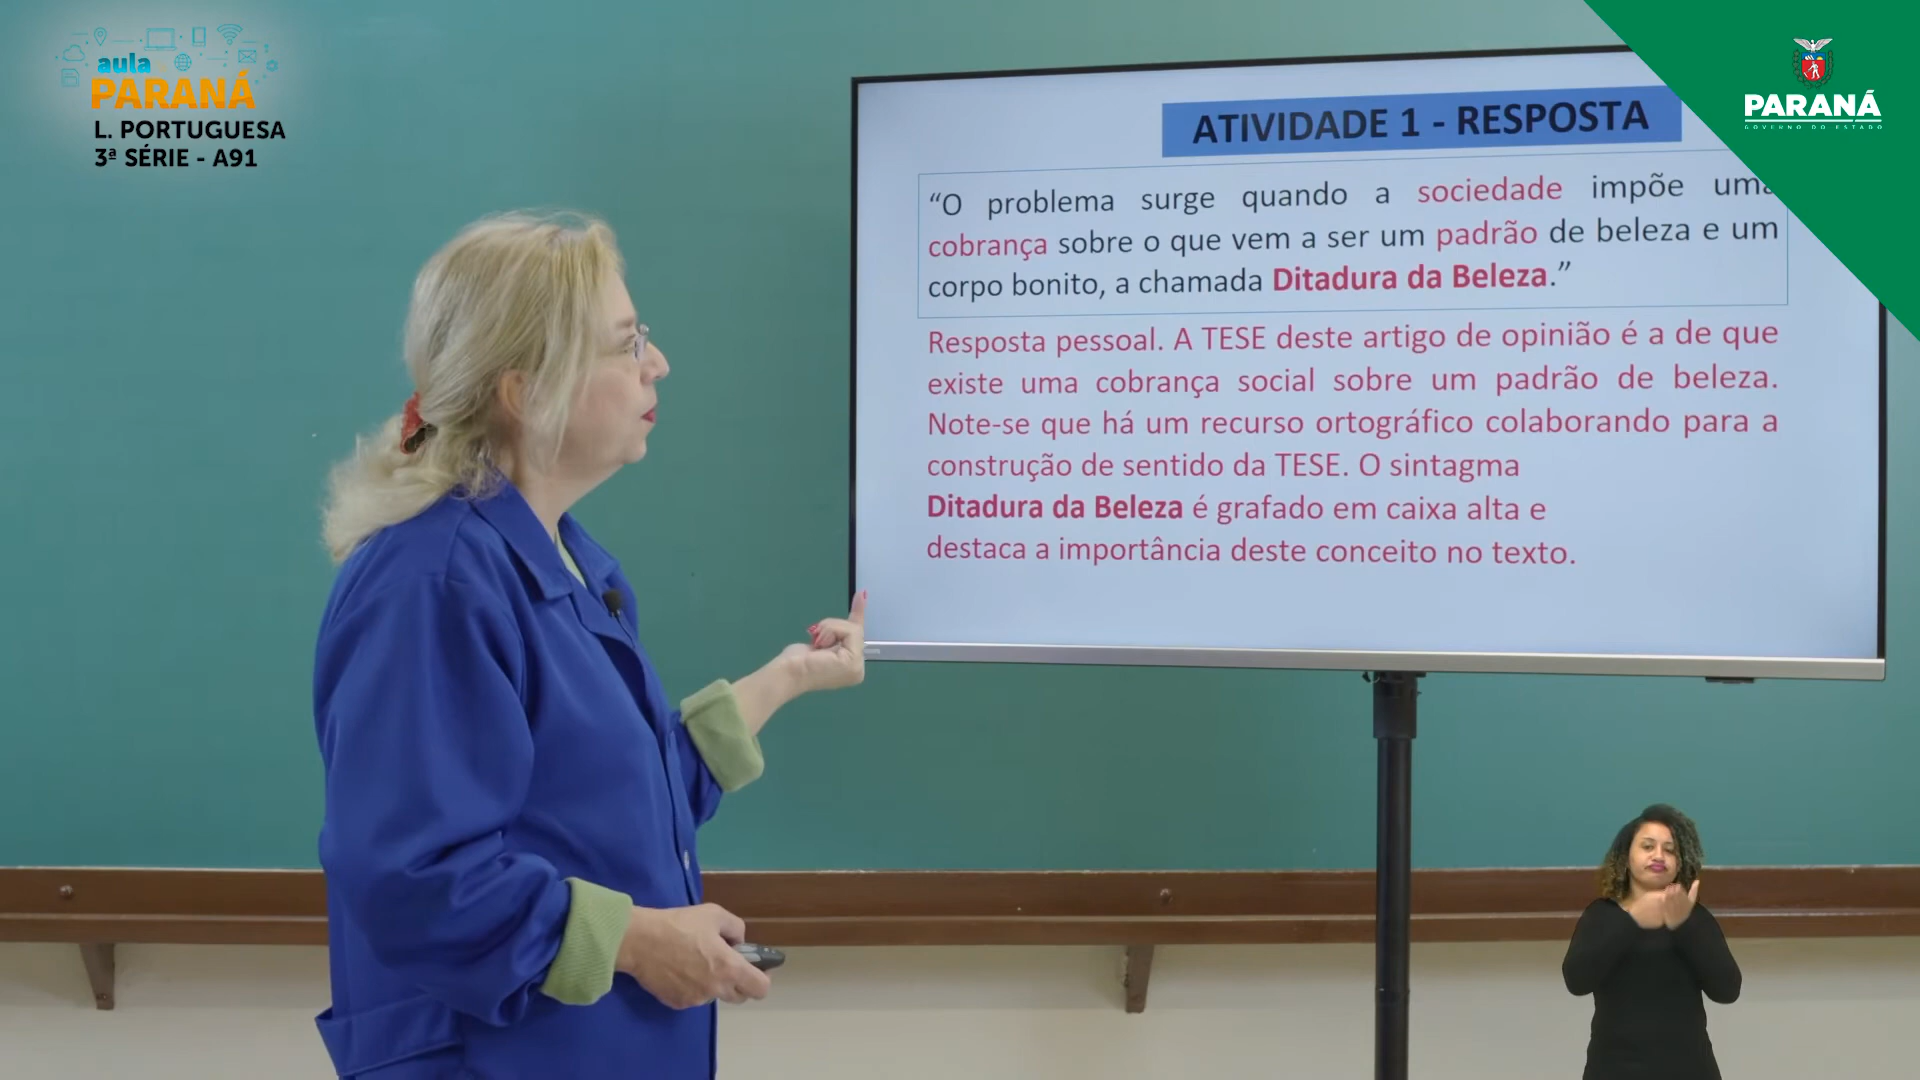 aula
PARANÁ
L. PORTUGUESA
3ª SÉRIE - A91
PARANÁ
GOVERNO DO ESTADO
ATIVIDADE 1 - RESPOSTA
“O problema surge quando a sociedade impõe uma
cobrança sobre o que vem a ser um padrão de beleza e um
corpo bonito, a chamada Ditadura da Beleza.”
Resposta pessoal. A TESE deste artigo de opinião é a de que
existe uma cobrança social sobre um padrão de beleza.
Note-se que há um recurso ortográfico colaborando para a
construção de sentido da TESE. O sintagma
Ditadura da Beleza é grafado em caixa alta e
destaca a importância deste conceito no texto.